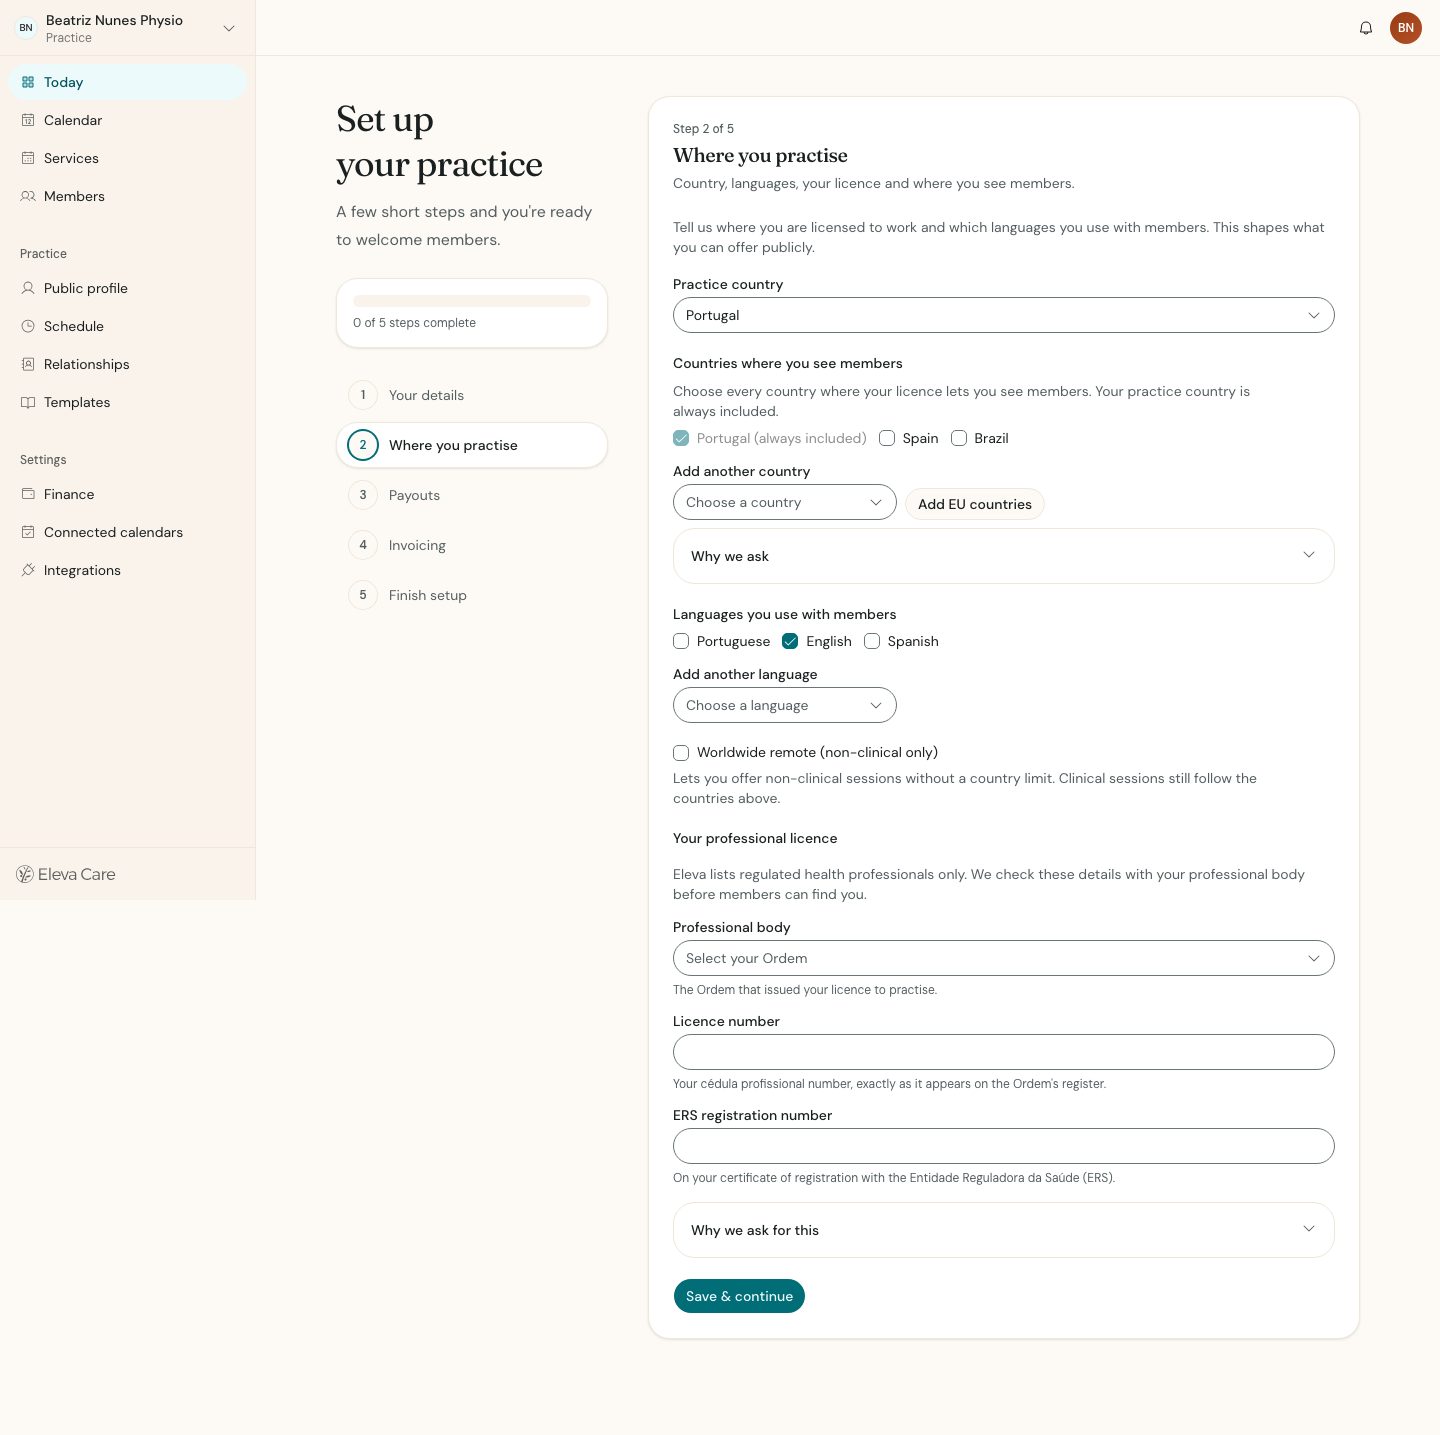 BN
Beatriz Nunes Physio
Practice
BN
Today
Calendar
Services
Members
Practice
Public profile
Schedule
Relationships
Templates
Settings
Finance
Connected calendars
Integrations
Eleva Care
Set up
your practice
A few short steps and you're ready
to welcome members.
0 of 5 steps complete
1 Your details
2 Where you practise
3 Payouts
4 Invoicing
5 Finish setup
Step 2 of 5
Where you practise
Country, languages, your licence and where you see members.
Tell us where you are licensed to work and which languages you use with members. This shapes what
you can offer publicly.
Practice country
Portugal
Countries where you see members
Choose every country where your licence lets you see members. Your practice country is
always included.
Portugal (always included) Spain Brazil
Add another country
Choose a country Add EU countries
Why we ask
Languages you use with members
Portuguese English Spanish
Add another language
Choose a language
Worldwide remote (non-clinical only)
Lets you offer non-clinical sessions without a country limit. Clinical sessions still follow the
countries above.
Your professional licence
Eleva lists regulated health professionals only. We check these details with your professional body
before members can find you.
Professional body
Select your Ordem
The Ordem that issued your licence to practise.
Licence number
Your cédula profissional number, exactly as it appears on the Ordem's register.
ERS registration number
On your certificate of registration with the Entidade Reguladora da Saúde (ERS).
Why we ask for this
Save & continue